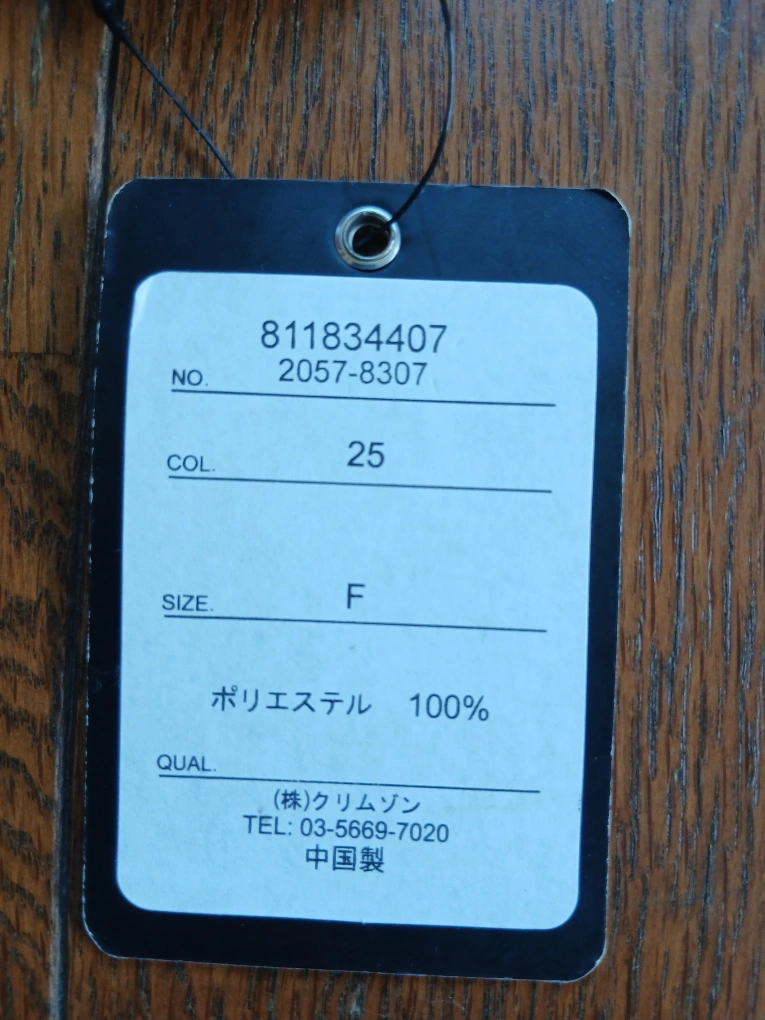 811834407
NO. 2057-8307
COL. 25
SIZE. F
ポリエステル 100%
QUAL.
(株)クリムゾン
TEL: 03-5669-7020
中国製